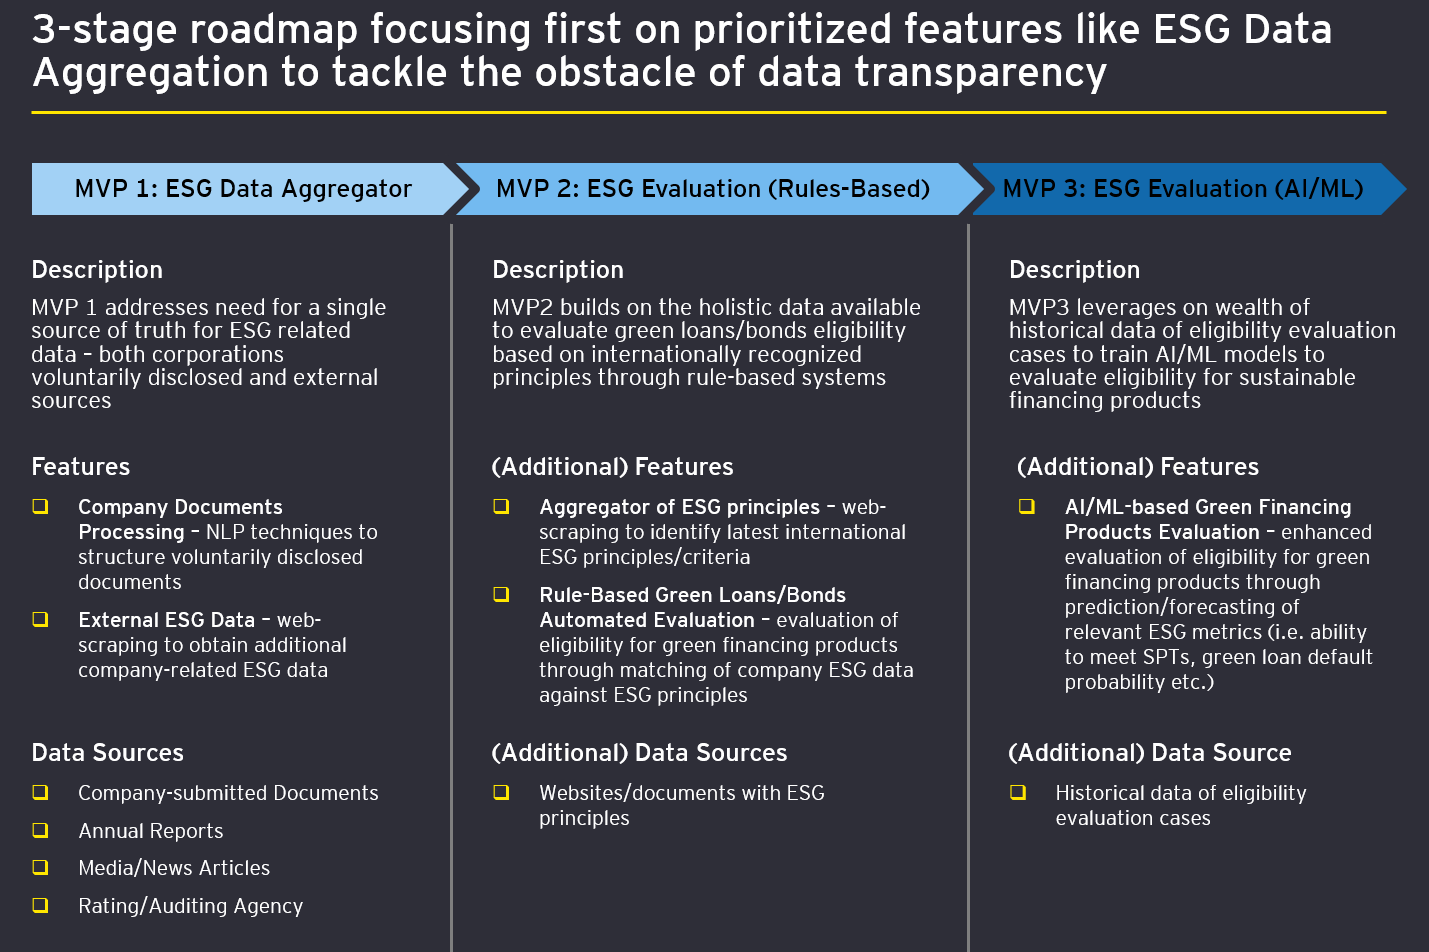 3-stage roadmap focusing first on prioritized features like ESG Data
Aggregation to tackle the obstacle of data transparency
MVP 1: ESG Data Aggregator
MVP 2: ESG Evaluation (Rules-Based)
MVP 3: ESG Evaluation (AI/ML)
Description
MVP 1 addresses need for a single
source of truth for ESG related
data – both corporations
voluntarily disclosed and external
sources
Features
Company Documents
Processing – NLP techniques to
structure voluntarily disclosed
documents
External ESG Data – web-
scraping to obtain additional
company-related ESG data
Data Sources
Company-submitted Documents
Annual Reports
Media/News Articles
Rating/Auditing Agency
Description
MVP2 builds on the holistic data available
to evaluate green loans/bonds eligibility
based on internationally recognized
principles through rule-based systems
(Additional) Features
Aggregator of ESG principles – web-
scraping to identify latest international
ESG principles/criteria
Rule-Based Green Loans/Bonds
Automated Evaluation – evaluation of
eligibility for green financing products
through matching of company ESG data
against ESG principles
(Additional) Data Sources
Websites/documents with ESG
principles
Description
MVP3 leverages on wealth of
historical data of eligibility evaluation
cases to train AI/ML models to
evaluate eligibility for sustainable
financing products
(Additional) Features
AI/ML-based Green Financing
Products Evaluation – enhanced
evaluation of eligibility for green
financing products through
prediction/forecasting of
relevant ESG metrics (i.e. ability
to meet SPTs, green loan default
probability etc.)
(Additional) Data Source
Historical data of eligibility
evaluation cases